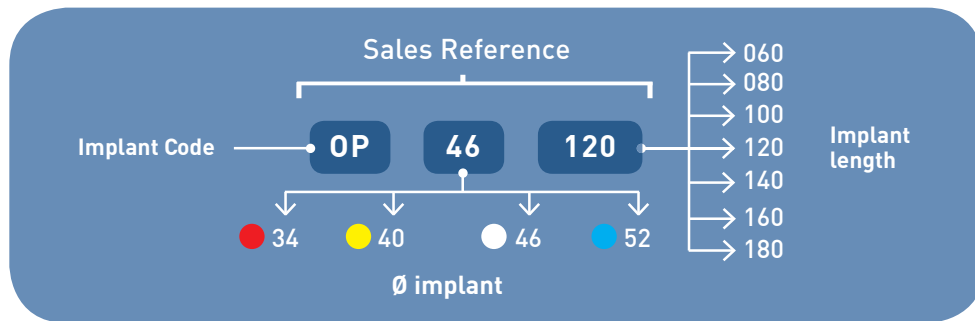 Sales Reference
Implant Code
OP 46 120
060
080
100
120
140
160
180
Implant
length
34 40 46 52
Ø implant